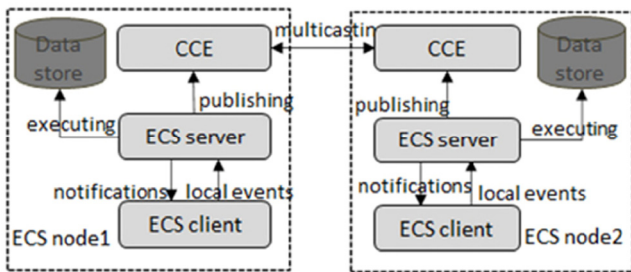 Data
store
CCE
multicastin
CCE
Data
store
publishing
publishing
executing
ECS server
ECS server
executing
notifications
local events
notifications
local events
ECS client
ECS node1
ECS client
ECS node2